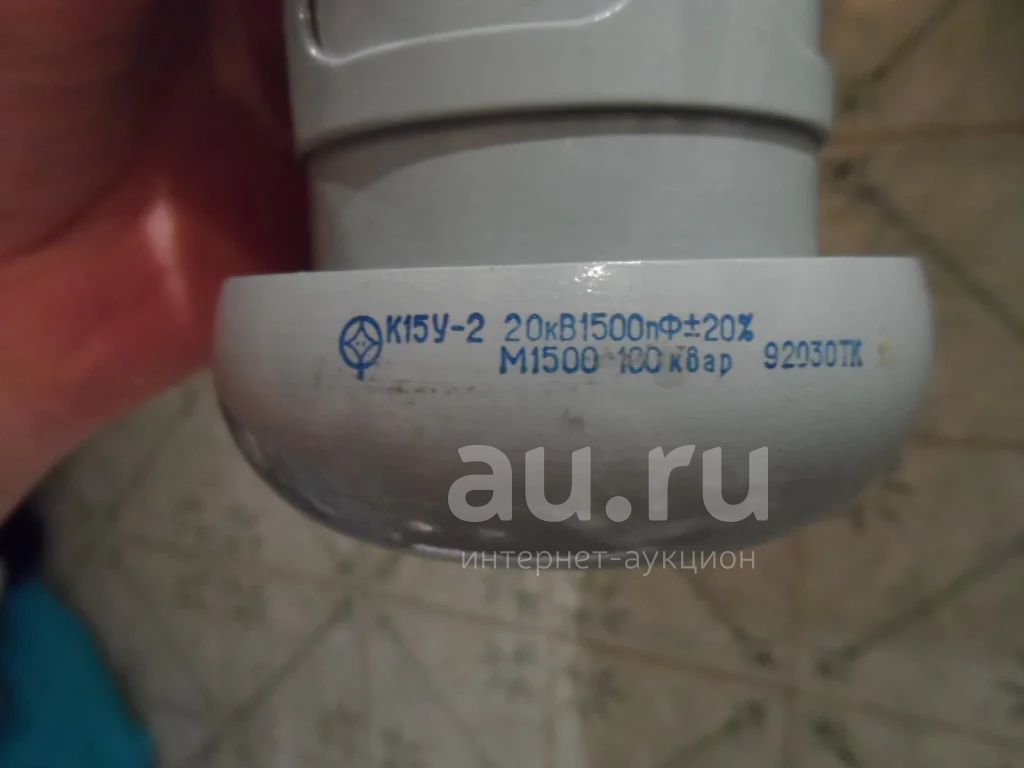 К15У-2 20кВ1500пФ±20%
М1500 100 квар 92030ТК
au.ru
интернет-аукцион